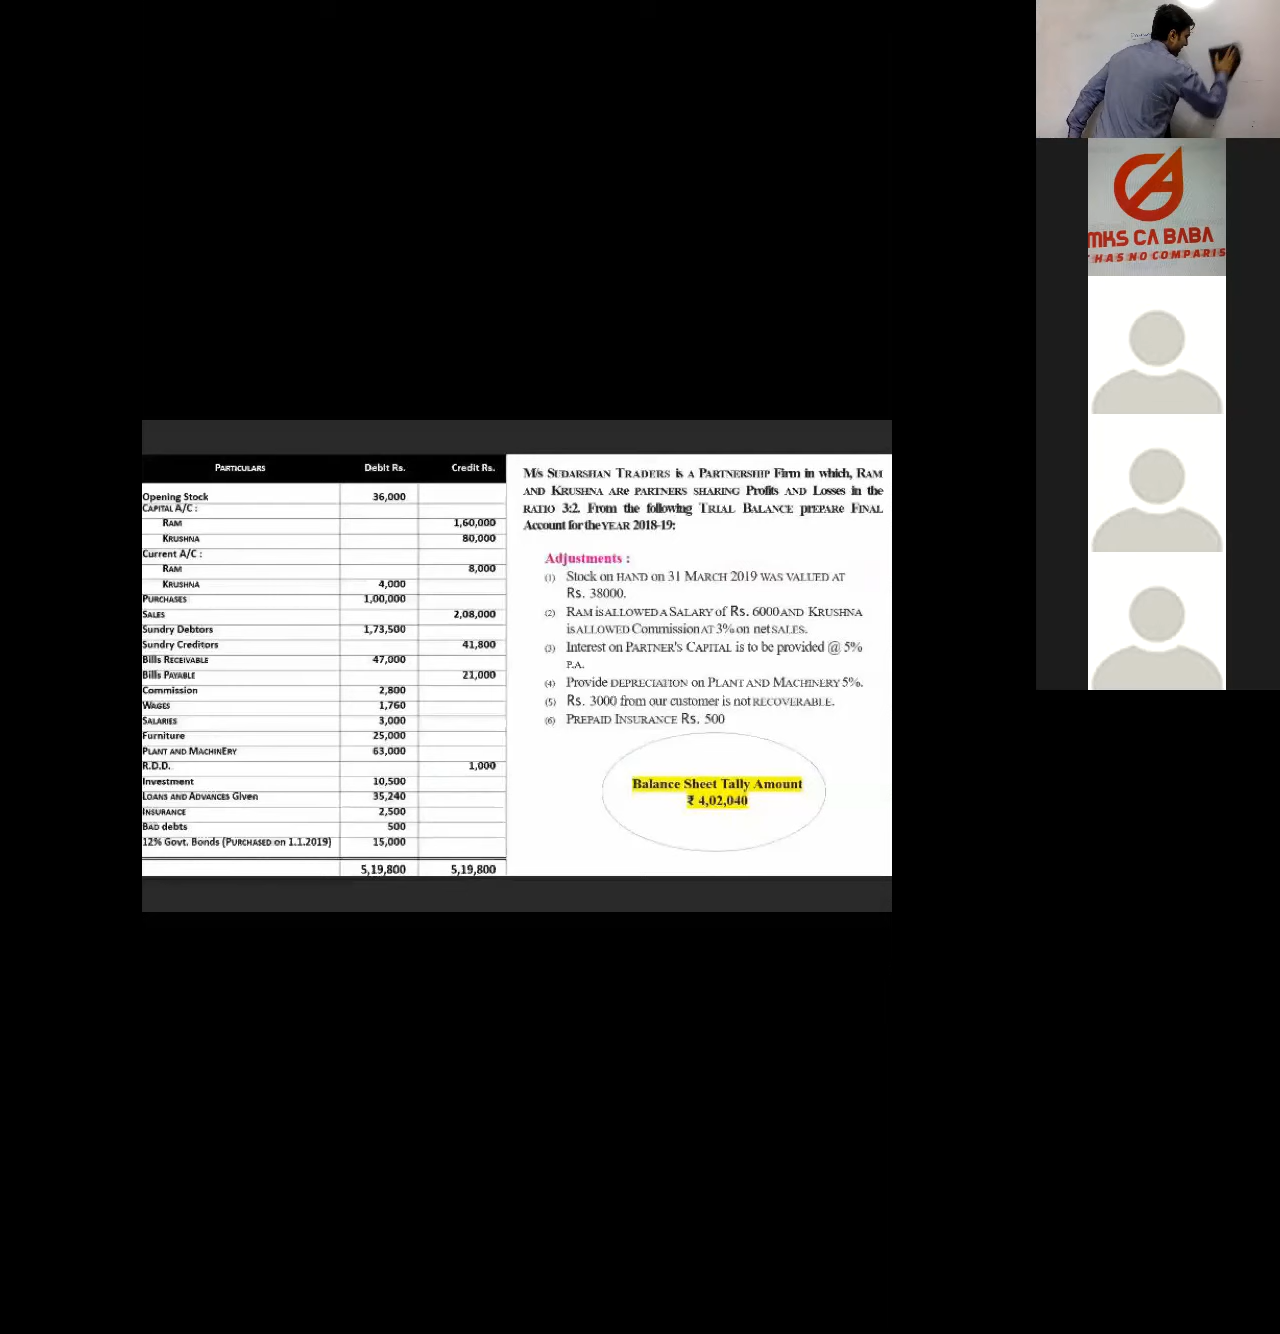 PARTICULARS Debit Rs. Credit Rs.
Opening Stock 36,000
CAPITAL A/C :
RAM 1,60,000
KRUSHNA 80,000
Current A/C :
RAM 8,000
KRUSHNA 4,000
PURCHASES 1,00,000
SALES 2,08,000
Sundry Debtors 1,73,500
Sundry Creditors 41,800
Bills RECEIVABLE 47,000
Bills PAYABLE 21,000
Commission 2,800
WAGES 1,760
SALARIES 3,000
Furniture 25,000
PLANT AND MACHINERY 63,000
R.D.D. 1,000
Investment 10,500
LOANS AND ADVANCES Given 35,240
INSURANCE 2,500
BAD debts 500
12% Govt. Bonds (PURCHASED on 1.1.2019) 15,000
5,19,800 5,19,800
M/s SUDARSHAN TRADERS is A PARTNERSHIP Firm in which, RAM
AND KRUSHNA ARe PARTNERS SHARING Profits AND Losses in the
RATIO 3:2. From the following TRIAL BALANCE prepare FINAL
Account for the YEAR 2018-19:
Adjustments :
(1) Stock on HAND on 31 MARCH 2019 WAS VALUED AT
Rs. 38000.
(2) RAM is ALLOWED A SALARY of Rs. 6000 AND KRUSHNA
is ALLOWED Commission AT 3% on net SALES.
(3) Interest on PARTNER'S CAPITAL is to be provided @ 5%
P.A.
(4) Provide DEPRECIATION on PLANT AND MACHINERY 5%.
(5) Rs. 3000 from our customer is not RECOVERABLE.
(6) PREPAID INSURANCE Rs. 500
Balance Sheet Tally Amount
₹ 4,02,040
MKS CA BABA
HAS NO COMPARIS